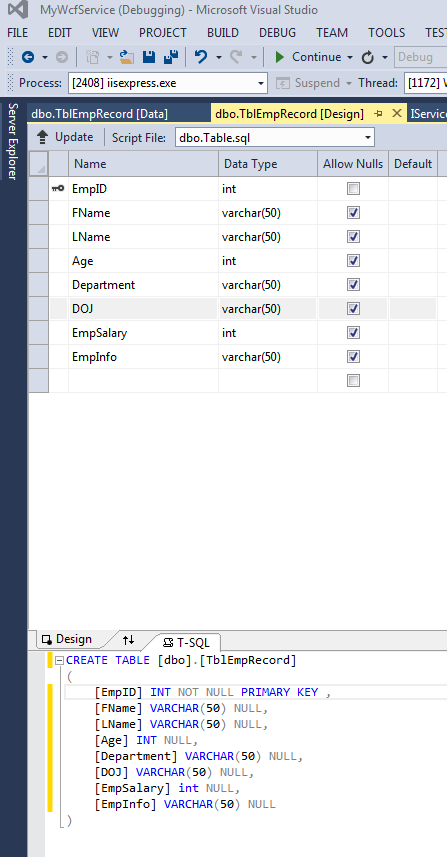 MyWcfService (Debugging) - Microsoft Visual Studio
FILE EDIT VIEW PROJECT BUILD DEBUG TEAM TOOLS T
Continue Debug
Process: [2408] iisexpress.exe Suspend Thread: [1172] W
Server Explorer
dbo.TblEmpRecord [Data] dbo.TblEmpRecord [Design] IService
Update Script File: dbo.Table.sql
Name Data Type Allow Nulls Default
EmpID int
FName varchar(50)
LName varchar(50)
Age int
Department varchar(50)
DOJ varchar(50)
EmpSalary int
EmpInfo varchar(50)
Design T-SQL
CREATE TABLE [dbo].[TblEmpRecord]
(
[EmpID] INT NOT NULL PRIMARY KEY ,
[FName] VARCHAR(50) NULL,
[LName] VARCHAR(50) NULL,
[Age] INT NULL,
[Department] VARCHAR(50) NULL,
[DOJ] VARCHAR(50) NULL,
[EmpSalary] int NULL,
[EmpInfo] VARCHAR(50) NULL
)